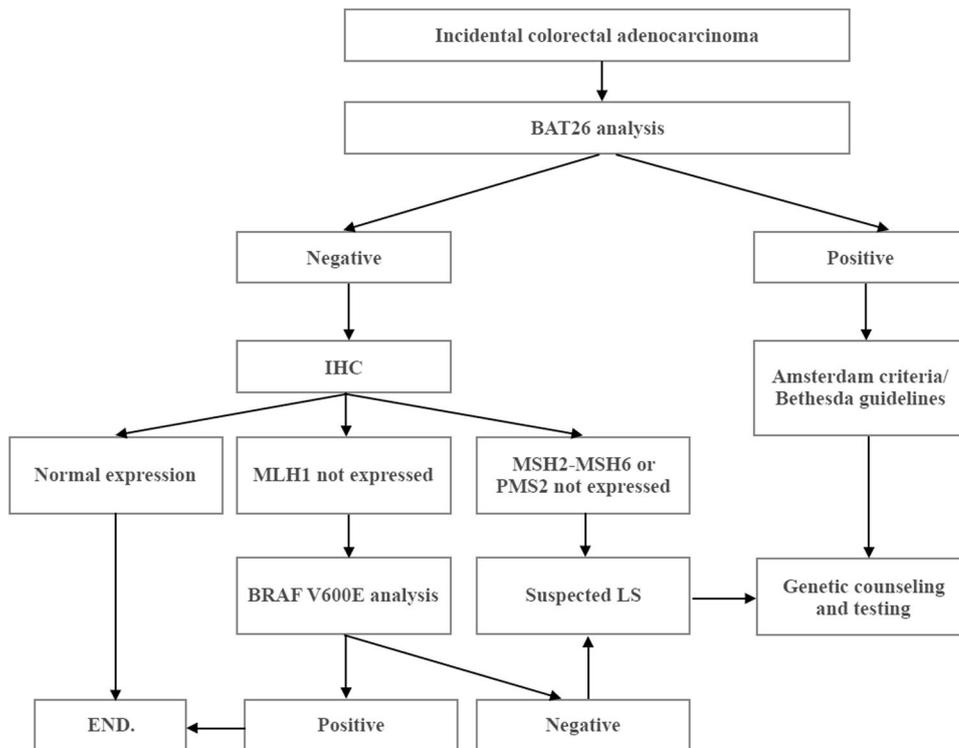 Incidental colorectal adenocarcinoma
BAT26 analysis
Negative
Positive
IHC
Amsterdam criteria/
Bethesda guidelines
Normal expression
MLH1 not expressed
MSH2-MSH6 or
PMS2 not expressed
BRAF V600E analysis
Suspected LS
Genetic counseling
and testing
END.
Positive
Negative